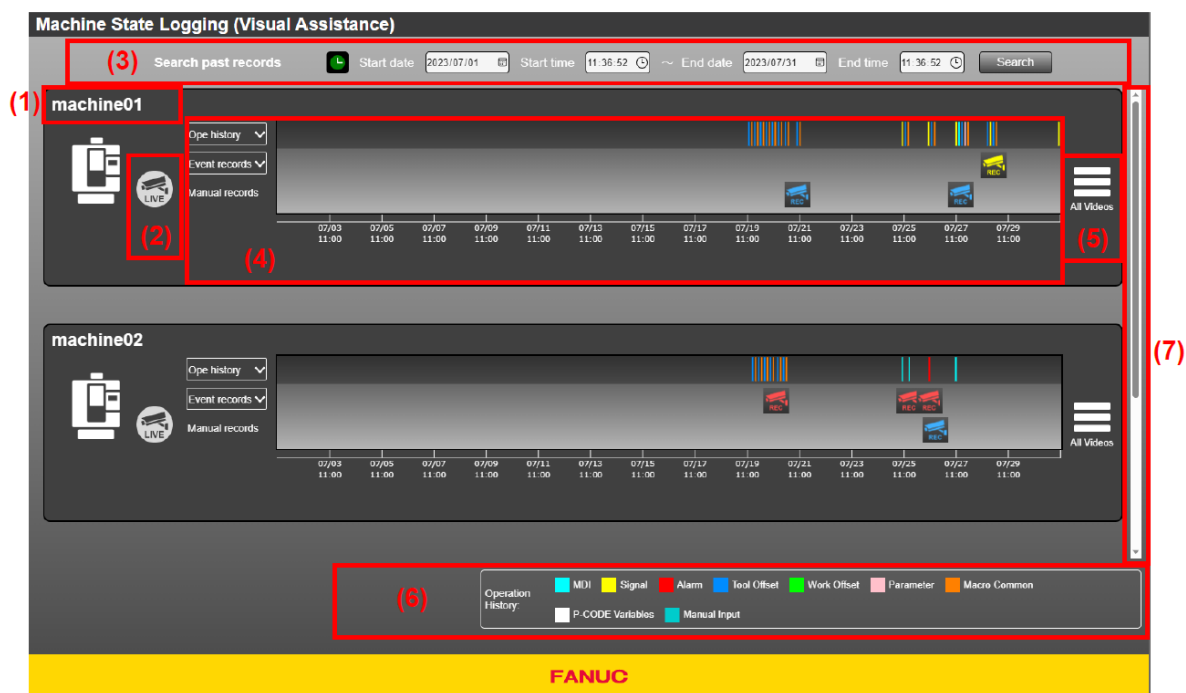 Machine State Logging (Visual Assistance)
(3) Search past records Start date 2023/07/01 Start time 11:36:52 ~ End date 2023/07/31 End time 11:36:52 Search
(1) machine01
Ope history
Event records
REC
Manual records
LIVE
REC REC
All Videos
07/03 07/05 07/07 07/09 07/11 07/13 07/15 07/17 07/19 07/21 07/23 07/25 07/27 07/29
11:00 11:00 11:00 11:00 11:00 11:00 11:00 11:00 11:00 11:00 11:00 11:00 11:00 11:00
(2) (4) (5)
machine02
(7)
Ope history
Event records
REC REC REC
Manual records
LIVE
REC
All Videos
07/03 07/05 07/07 07/09 07/11 07/13 07/15 07/17 07/19 07/21 07/23 07/25 07/27 07/29
11:00 11:00 11:00 11:00 11:00 11:00 11:00 11:00 11:00 11:00 11:00 11:00 11:00 11:00
(6)
Operation
History:
MDI Signal Alarm Tool Offset Work Offset Parameter Macro Common
P-CODE Variables Manual Input
FANUC